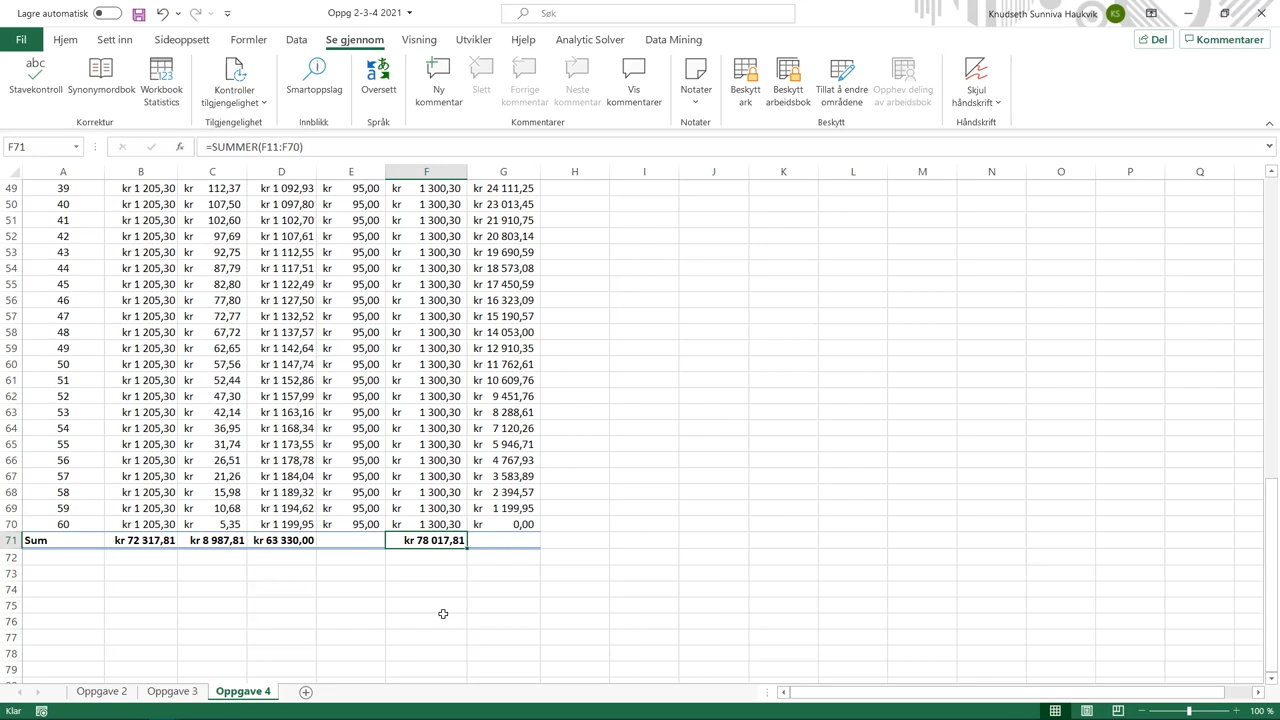 Lagre automatisk Oppg 2-3-4 2021 Søk Knudseth Sunniva Haukvik KS
Fil Hjem Sett inn Sideoppsett Formler Data Se gjennom Visning Utvikler Hjelp Analytic Solver Data Mining Del Kommentarer
abc 123
Stavekontroll Synonymordbok Workbook Statistics Kontroller tilgjengelighet Smartoppslag Oversett Ny kommentar Slett Forrige kommentar Neste kommentar Vis kommentarer Notater Beskytt ark Beskytt arbeidsbok Tillat å endre områdene Opphev deling av arbeidsbok Skjul håndskrift
Korrektur Tilgjengelighet Innblikk Språk Kommentarer Notater Beskytt Håndskrift
F71 fx =SUMMER(F11:F70)
A B C D E F G H I J K L M N O P Q
49 39 kr 1 205,30 kr 112,37 kr 1 092,93 kr 95,00 kr 1 300,30 kr 24 111,25
50 40 kr 1 205,30 kr 107,50 kr 1 097,80 kr 95,00 kr 1 300,30 kr 23 013,45
51 41 kr 1 205,30 kr 102,60 kr 1 102,70 kr 95,00 kr 1 300,30 kr 21 910,75
52 42 kr 1 205,30 kr 97,69 kr 1 107,61 kr 95,00 kr 1 300,30 kr 20 803,14
53 43 kr 1 205,30 kr 92,75 kr 1 112,55 kr 95,00 kr 1 300,30 kr 19 690,59
54 44 kr 1 205,30 kr 87,79 kr 1 117,51 kr 95,00 kr 1 300,30 kr 18 573,08
55 45 kr 1 205,30 kr 82,80 kr 1 122,49 kr 95,00 kr 1 300,30 kr 17 450,59
56 46 kr 1 205,30 kr 77,80 kr 1 127,50 kr 95,00 kr 1 300,30 kr 16 323,09
57 47 kr 1 205,30 kr 72,77 kr 1 132,52 kr 95,00 kr 1 300,30 kr 15 190,57
58 48 kr 1 205,30 kr 67,72 kr 1 137,57 kr 95,00 kr 1 300,30 kr 14 053,00
59 49 kr 1 205,30 kr 62,65 kr 1 142,64 kr 95,00 kr 1 300,30 kr 12 910,35
60 50 kr 1 205,30 kr 57,56 kr 1 147,74 kr 95,00 kr 1 300,30 kr 11 762,61
61 51 kr 1 205,30 kr 52,44 kr 1 152,86 kr 95,00 kr 1 300,30 kr 10 609,76
62 52 kr 1 205,30 kr 47,30 kr 1 157,99 kr 95,00 kr 1 300,30 kr 9 451,76
63 53 kr 1 205,30 kr 42,14 kr 1 163,16 kr 95,00 kr 1 300,30 kr 8 288,61
64 54 kr 1 205,30 kr 36,95 kr 1 168,34 kr 95,00 kr 1 300,30 kr 7 120,26
65 55 kr 1 205,30 kr 31,74 kr 1 173,55 kr 95,00 kr 1 300,30 kr 5 946,71
66 56 kr 1 205,30 kr 26,51 kr 1 178,78 kr 95,00 kr 1 300,30 kr 4 767,93
67 57 kr 1 205,30 kr 21,26 kr 1 184,04 kr 95,00 kr 1 300,30 kr 3 583,89
68 58 kr 1 205,30 kr 15,98 kr 1 189,32 kr 95,00 kr 1 300,30 kr 2 394,57
69 59 kr 1 205,30 kr 10,68 kr 1 194,62 kr 95,00 kr 1 300,30 kr 1 199,95
70 60 kr 1 205,30 kr 5,35 kr 1 199,95 kr 95,00 kr 1 300,30 kr 0,00
71 Sum kr 72 317,81 kr 8 987,81 kr 63 330,00 kr 78 017,81
72
73
74
75
76
77
78
79
Oppgave 2 Oppgave 3 Oppgave 4
Klar 100 %